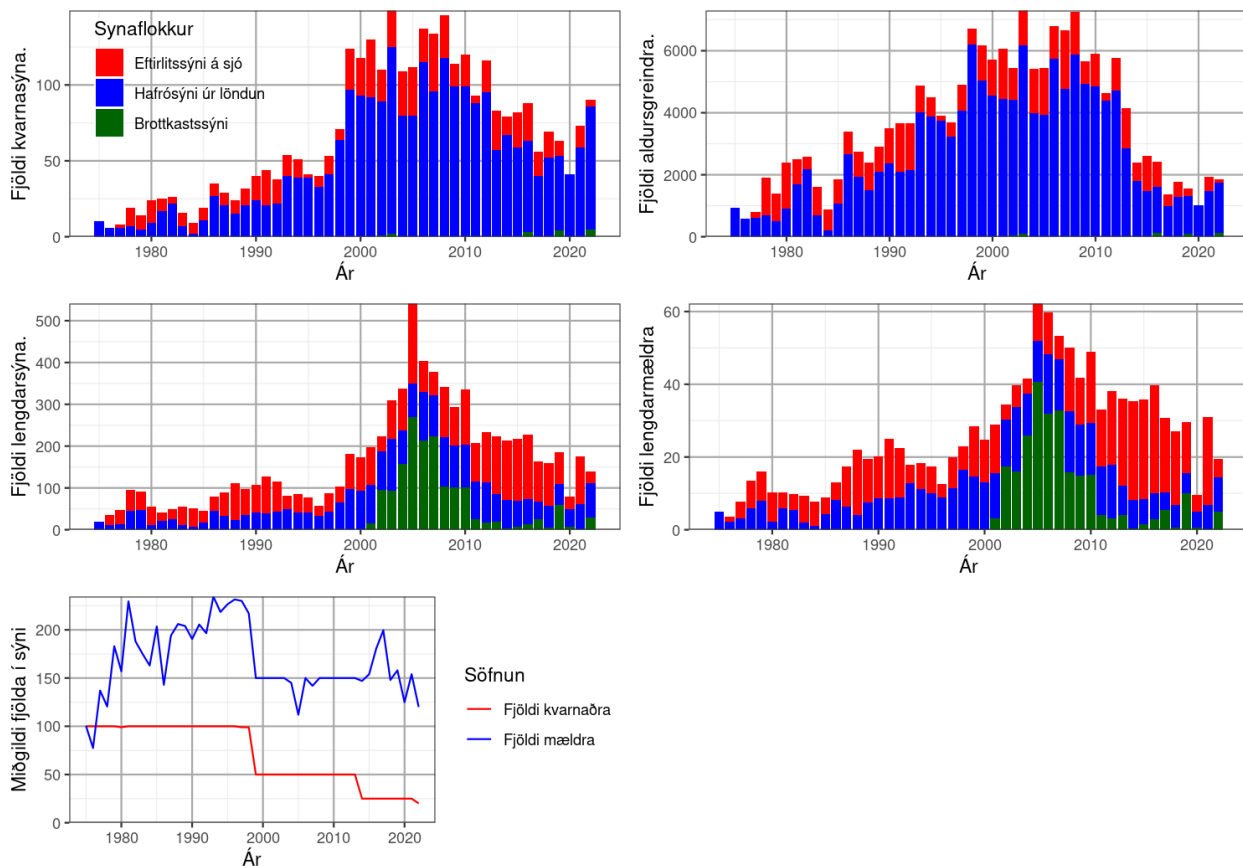 Fjöldi kvarnasýna.
Synaflokkur
Eftirlitssýni á sjó
Hafrósýni úr löndun
Brottkastssýni
0
50
100
1980
1990
2000
2010
2020
Ár
Fjöldi aldursgreindra.
0
2000
4000
6000
1980
1990
2000
2010
2020
Ár
Fjöldi lengdarsýna.
0
100
200
300
400
500
1980
1990
2000
2010
2020
Ár
Fjöldi lengdarmældra
0
20
40
60
1980
1990
2000
2010
2020
Ár
Miðgildi fjölda í sýni
0
50
100
150
200
1980
1990
2000
2010
2020
Ár
Söfnun
Fjöldi kvarnaðra
Fjöldi mældra